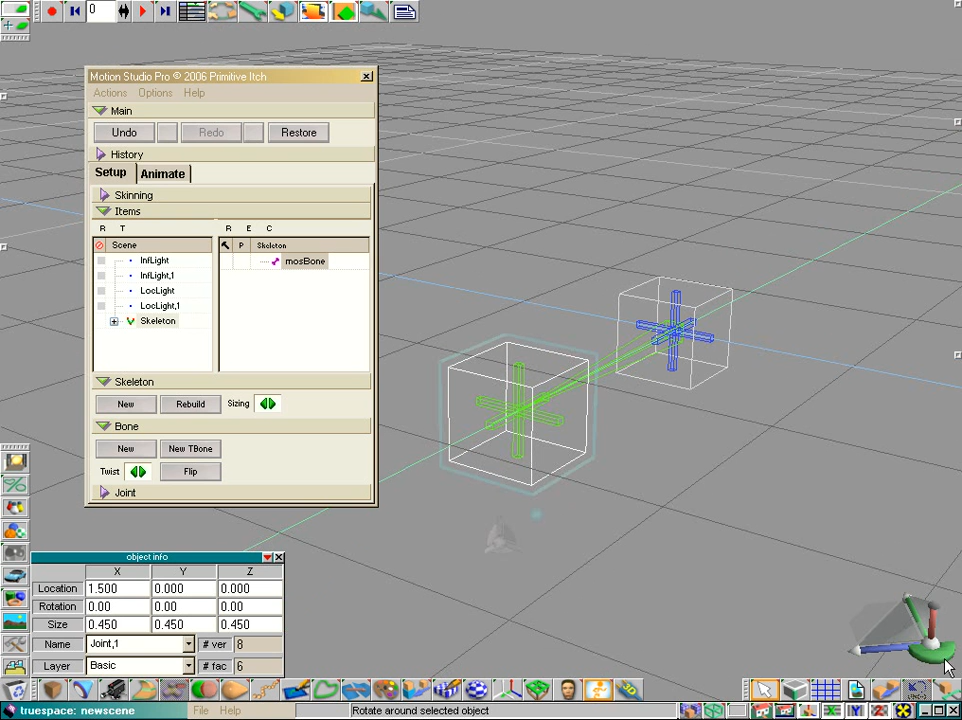 0
Motion Studio Pro © 2006 Primitive Itch
Actions Options Help
Main
Undo Redo Restore
History
Setup Animate
Skinning
Items
R T R E C
Scene P Skeleton
InfLight mosBone
InfLight,1
LocLight
LocLight,1
Skeleton
Skeleton
New Rebuild Sizing
Bone
New New TBone
Twist Flip
Joint
object info
X Y Z
Location 1.500 0.000 0.000
Rotation 0.00 0.00 0.00
Size 0.450 0.450 0.450
Name Joint,1 # ver 8
Layer Basic # fac 6
truespace: newscene File Help Rotate around selected object